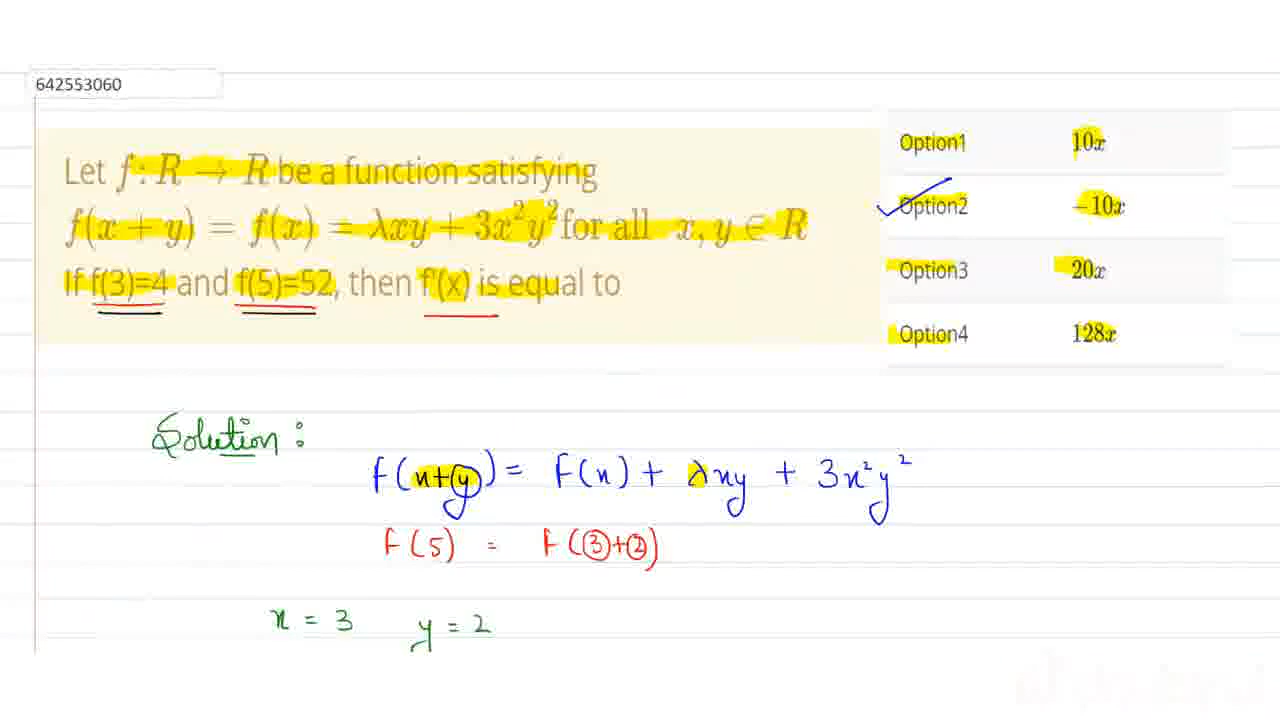 642553060
Let f : R → R be a function satisfying
f(x + y) = f(x) = λxy + 3x²y² for all x, y ∈ R
If f(3)=4 and f(5)=52, then f'(x) is equal to
Option1 10x
Option2 −10x
Option3 20x
Option4 128x
Solution :
f(x+y) = f(x) + λxy + 3x²y²
f(5) = f(3+2)
x = 3 y = 2